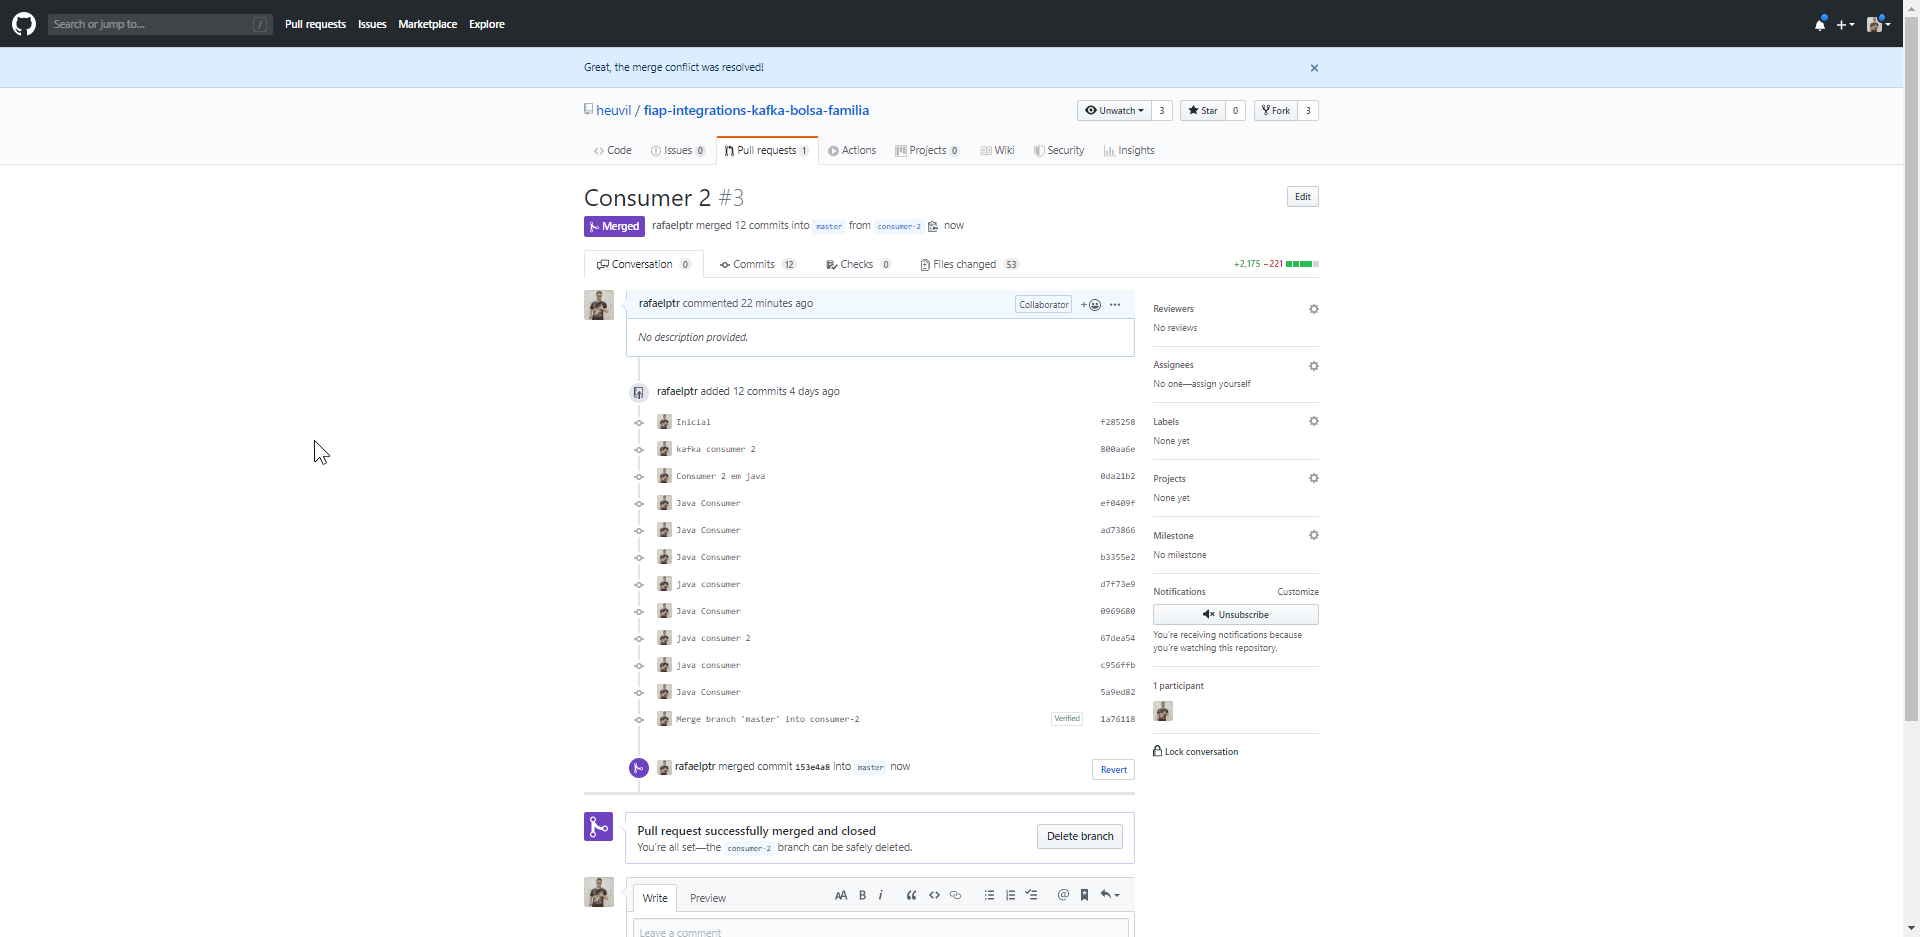 Search or jump to... /
Pull requests Issues Marketplace Explore
Great, the merge conflict was resolved!
heuvil / fiap-integrations-kafka-bolsa-familia
Unwatch 3 Star 0 Fork 3
Code Issues 0 Pull requests 1 Actions Projects 0 Wiki Security Insights
Consumer 2 #3
Edit
Merged rafaelptr merged 12 commits into master from consumer-2 now
Conversation 0 Commits 12 Checks 0 Files changed 53
+2,175 −221
rafaelptr commented 22 minutes ago
Collaborator
No description provided.
rafaelptr added 12 commits 4 days ago
Inicial f285258
kafka consumer 2 800aa6e
Consumer 2 em java 0da21b2
Java Consumer ef0409f
Java Consumer ad73866
Java Consumer b3355e2
java consumer d7f73e9
Java Consumer 0969680
java consumer 2 67dea54
java consumer c956ffb
Java Consumer 5a9ed82
Merge branch 'master' into consumer-2 Verified 1a76118
rafaelptr merged commit 153e4a8 into master now
Revert
Pull request successfully merged and closed
You're all set—the consumer-2 branch can be safely deleted.
Delete branch
Write Preview
AA B i
Leave a comment
Reviewers
No reviews
Assignees
No one—assign yourself
Labels
None yet
Projects
None yet
Milestone
No milestone
Notifications Customize
Unsubscribe
You're receiving notifications because
you're watching this repository.
1 participant
Lock conversation